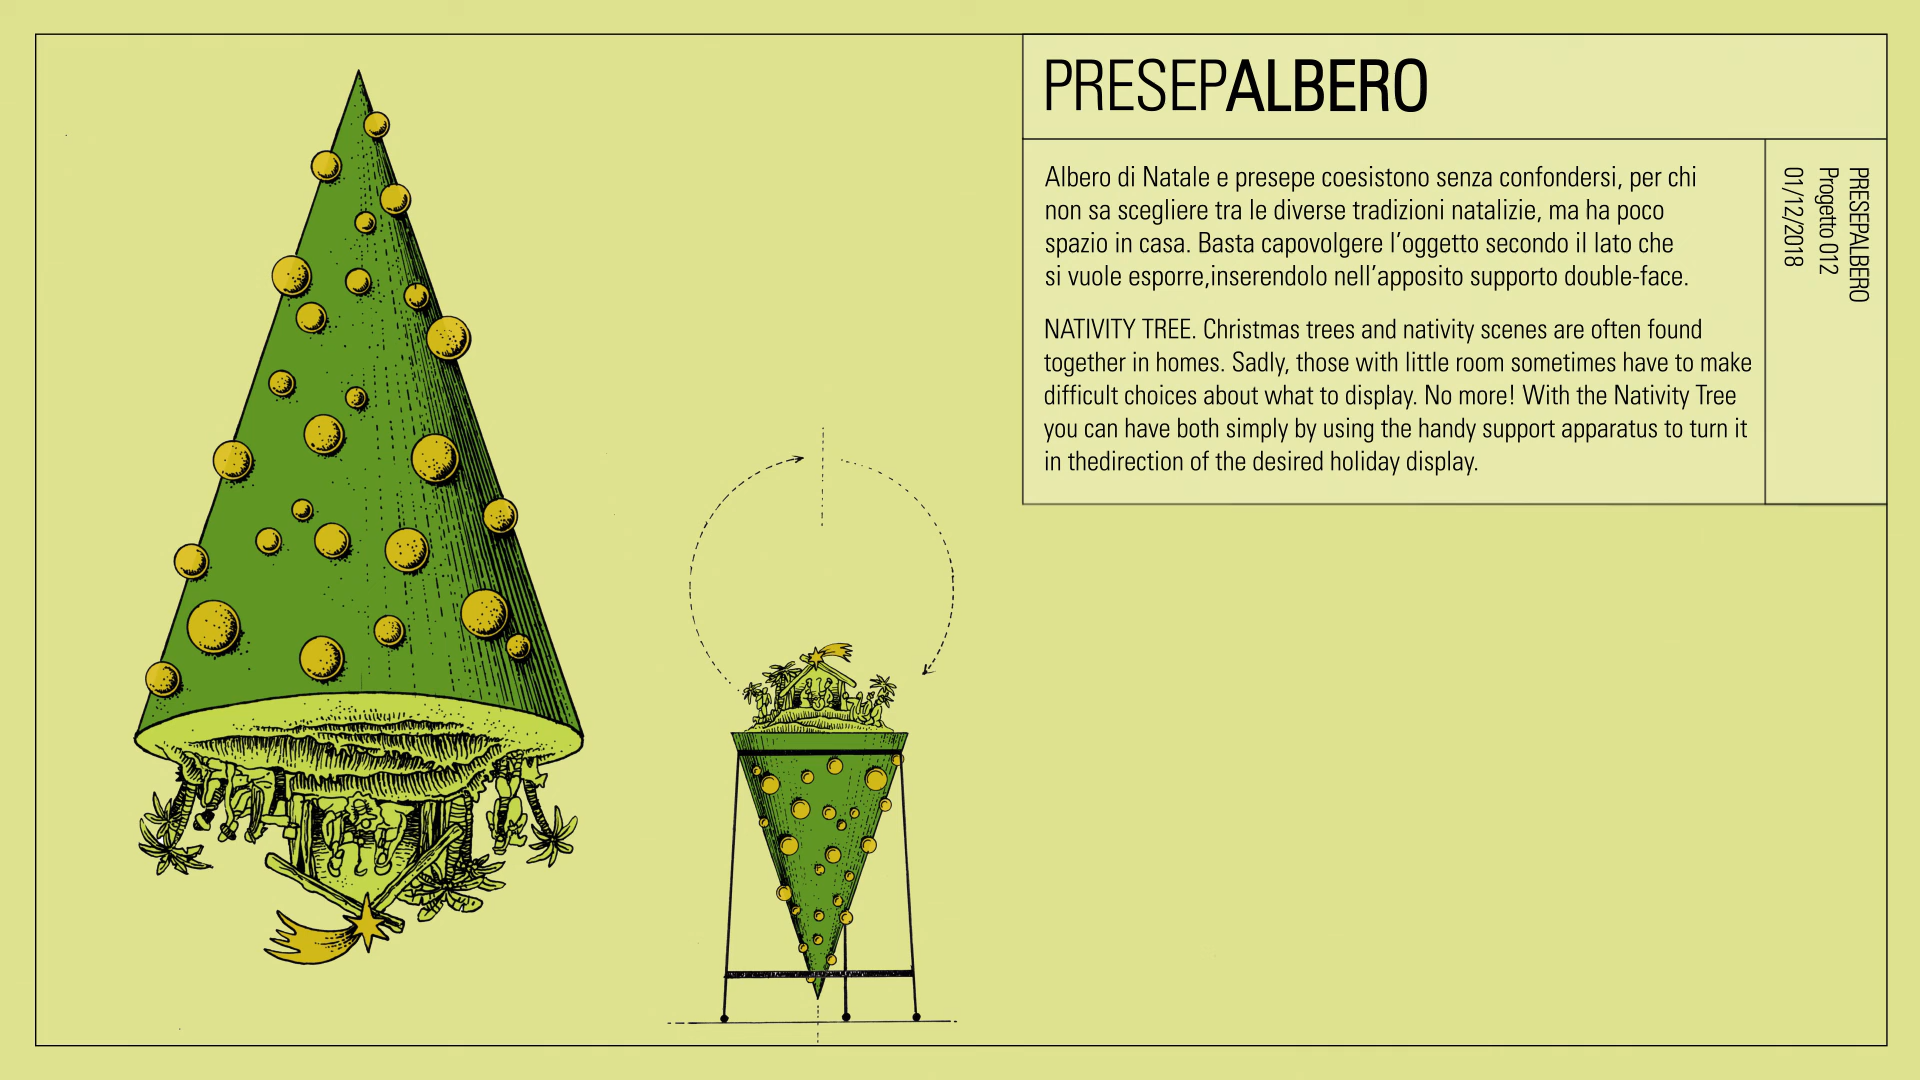 PRESEPALBERO
Albero di Natale e presepe coesistono senza confondersi, per chi
non sa scegliere tra le diverse tradizioni natalizie, ma ha poco
spazio in casa. Basta capovolgere l'oggetto secondo il lato che
si vuole esporre,inserendolo nell'apposito supporto double-face.
NATIVITY TREE. Christmas trees and nativity scenes are often found
together in homes. Sadly, those with little room sometimes have to make
difficult choices about what to display. No more! With the Nativity Tree
you can have both simply by using the handy support apparatus to turn it
in thedirection of the desired holiday display.
PRESEPALBERO
Progetto 012
01/12/2018